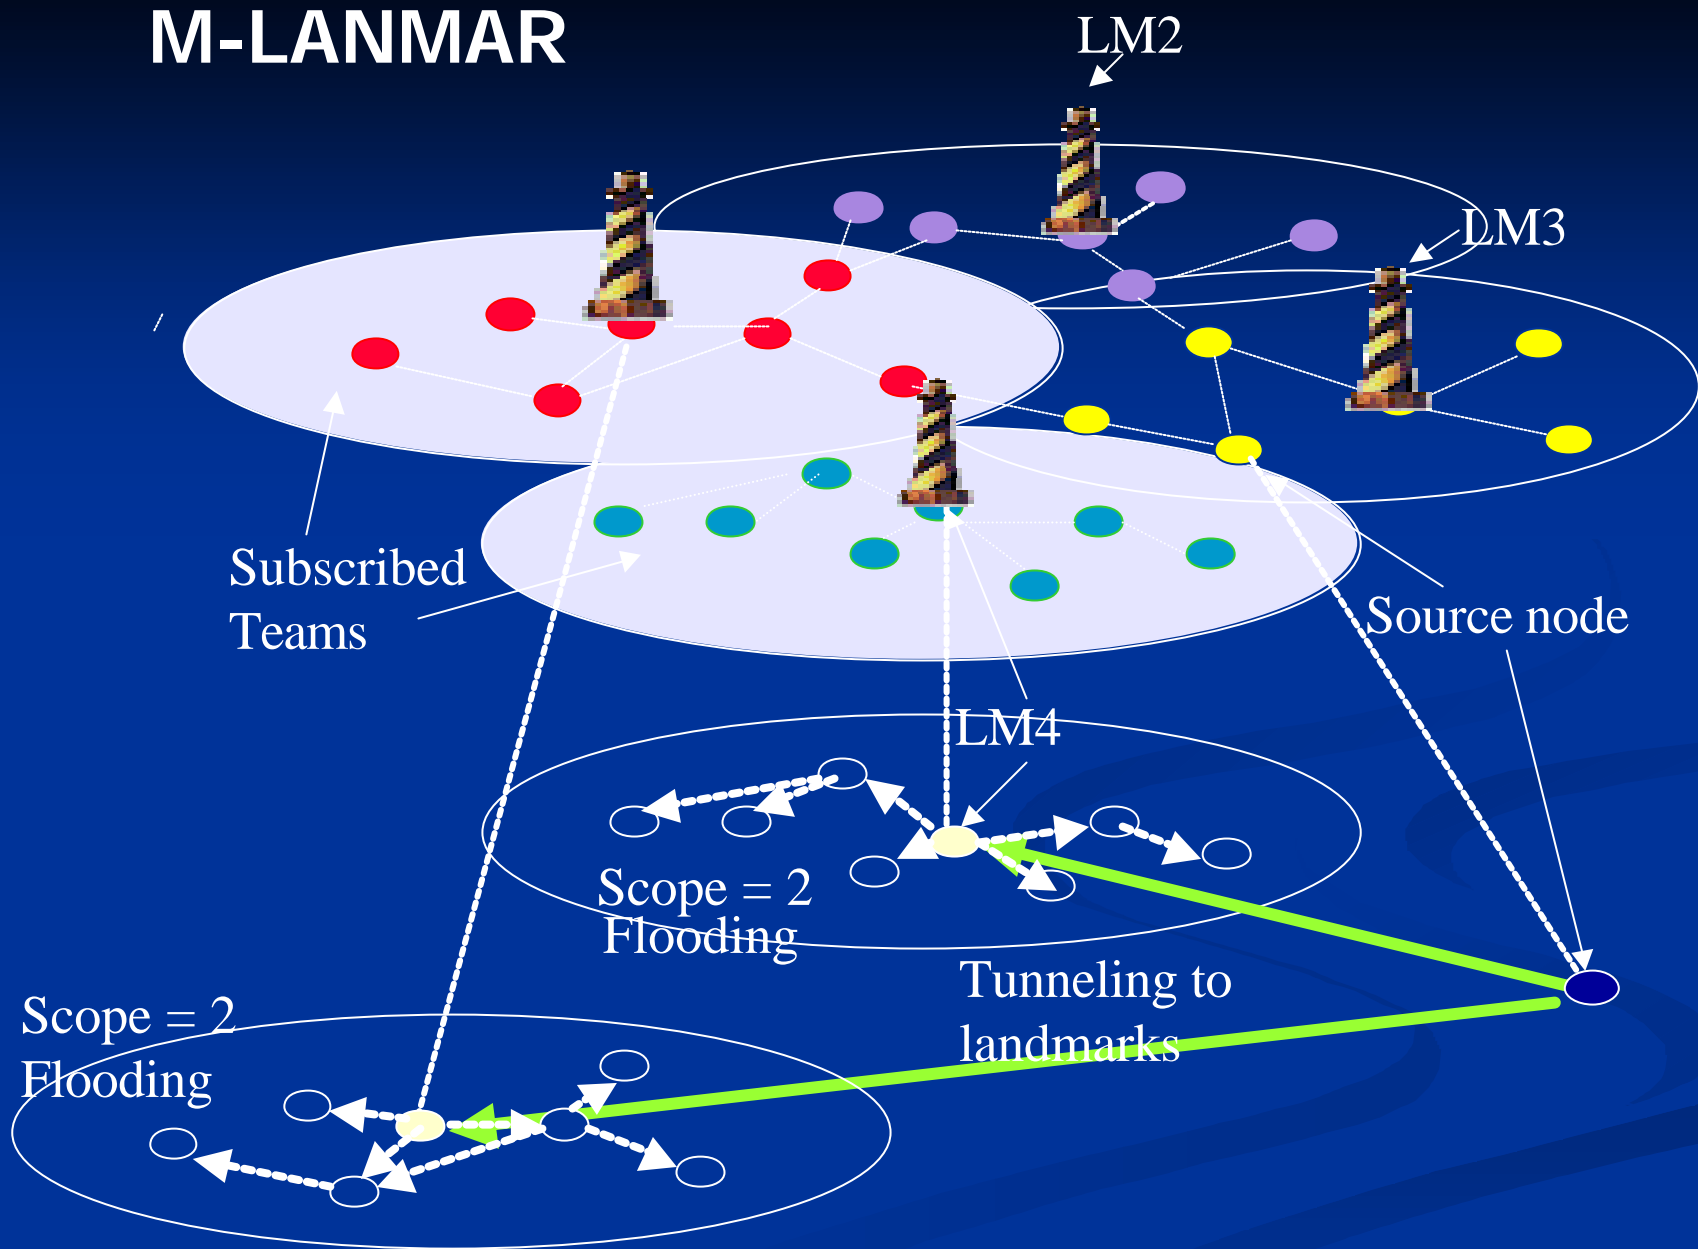 M-LANMAR
LM2
LM3
Subscribed
Teams
Source node
LM4
Scope = 2
Flooding
Tunneling to
landmarks
Scope = 2
Flooding